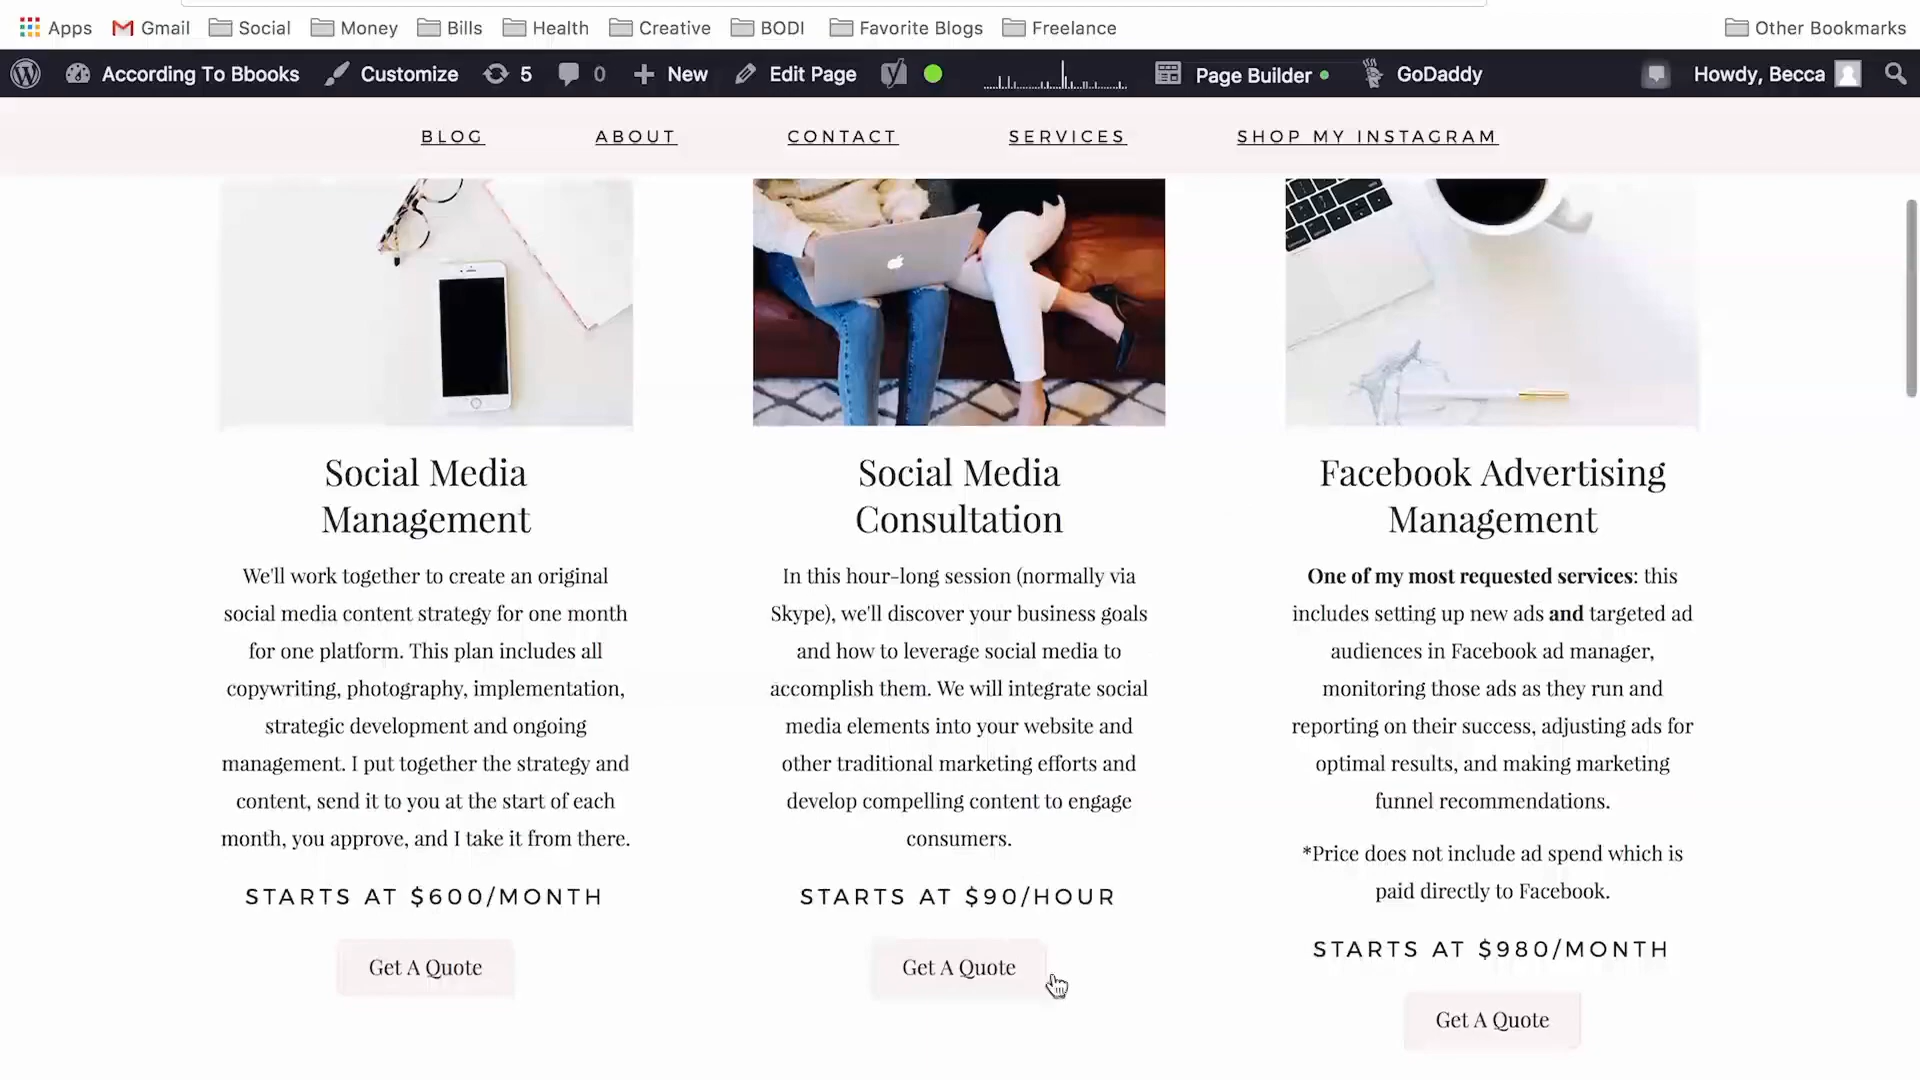 Apps Gmail Social Money Bills Health Creative BODI Favorite Blogs Freelance Other Bookmarks
According To Bbooks Customize 5 0 New Edit Page Page Builder GoDaddy Howdy, Becca
BLOG ABOUT CONTACT SERVICES SHOP MY INSTAGRAM
Social Media
Management
We'll work together to create an original
social media content strategy for one month
for one platform. This plan includes all
copywriting, photography, implementation,
strategic development and ongoing
management. I put together the strategy and
content, send it to you at the start of each
month, you approve, and I take it from there.
STARTS AT $600/MONTH
Get A Quote
Social Media
Consultation
In this hour-long session (normally via
Skype), we'll discover your business goals
and how to leverage social media to
accomplish them. We will integrate social
media elements into your website and
other traditional marketing efforts and
develop compelling content to engage
consumers.
STARTS AT $90/HOUR
Get A Quote
Facebook Advertising
Management
One of my most requested services: this
includes setting up new ads and targeted ad
audiences in Facebook ad manager,
monitoring those ads as they run and
reporting on their success, adjusting ads for
optimal results, and making marketing
funnel recommendations.
*Price does not include ad spend which is
paid directly to Facebook.
STARTS AT $980/MONTH
Get A Quote